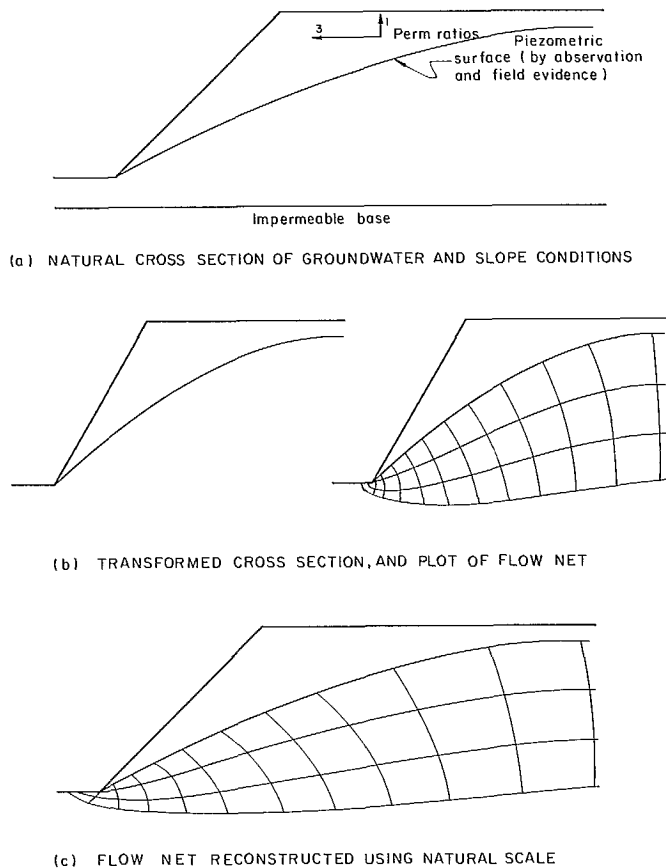 3
1
Perm ratios
Piezometric
surface (by observation
and field evidence)
Impermeable base
(a) NATURAL CROSS SECTION OF GROUNDWATER AND SLOPE CONDITIONS
(b) TRANSFORMED CROSS SECTION, AND PLOT OF FLOW NET
(c) FLOW NET RECONSTRUCTED USING NATURAL SCALE